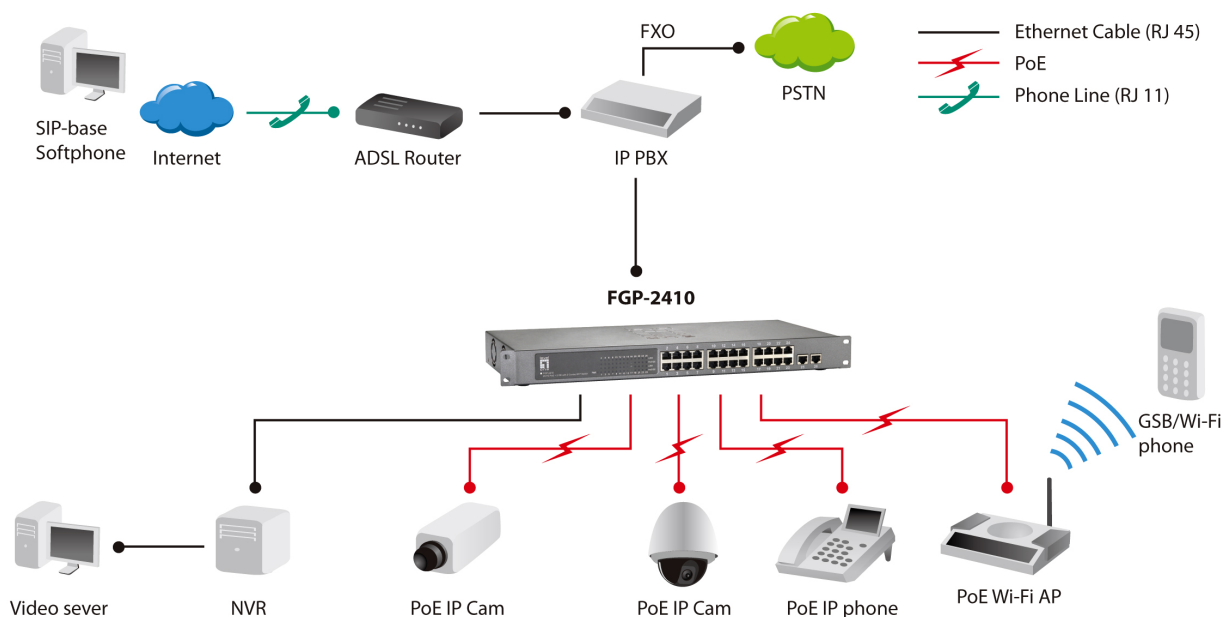 FXO
Ethernet Cable (RJ 45)
PoE
PSTN
Phone Line (RJ 11)
SIP-base
Softphone
Internet
ADSL Router
IP PBX
FGP-2410
GSB/Wi-Fi
phone
Video sever
NVR
PoE IP Cam
PoE IP Cam
PoE IP phone
PoE Wi-Fi AP